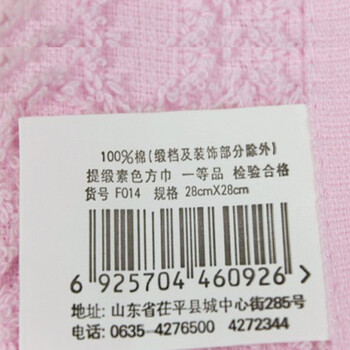 100%棉(缎档及装饰部分除外)
提缎素色方巾 一等品 检验合格
货号 F014 规格 28cmX28cm
6 925704 460926 >
地址: 山东省茌平县城中心街285号
电话: 0635-4276500 4272344